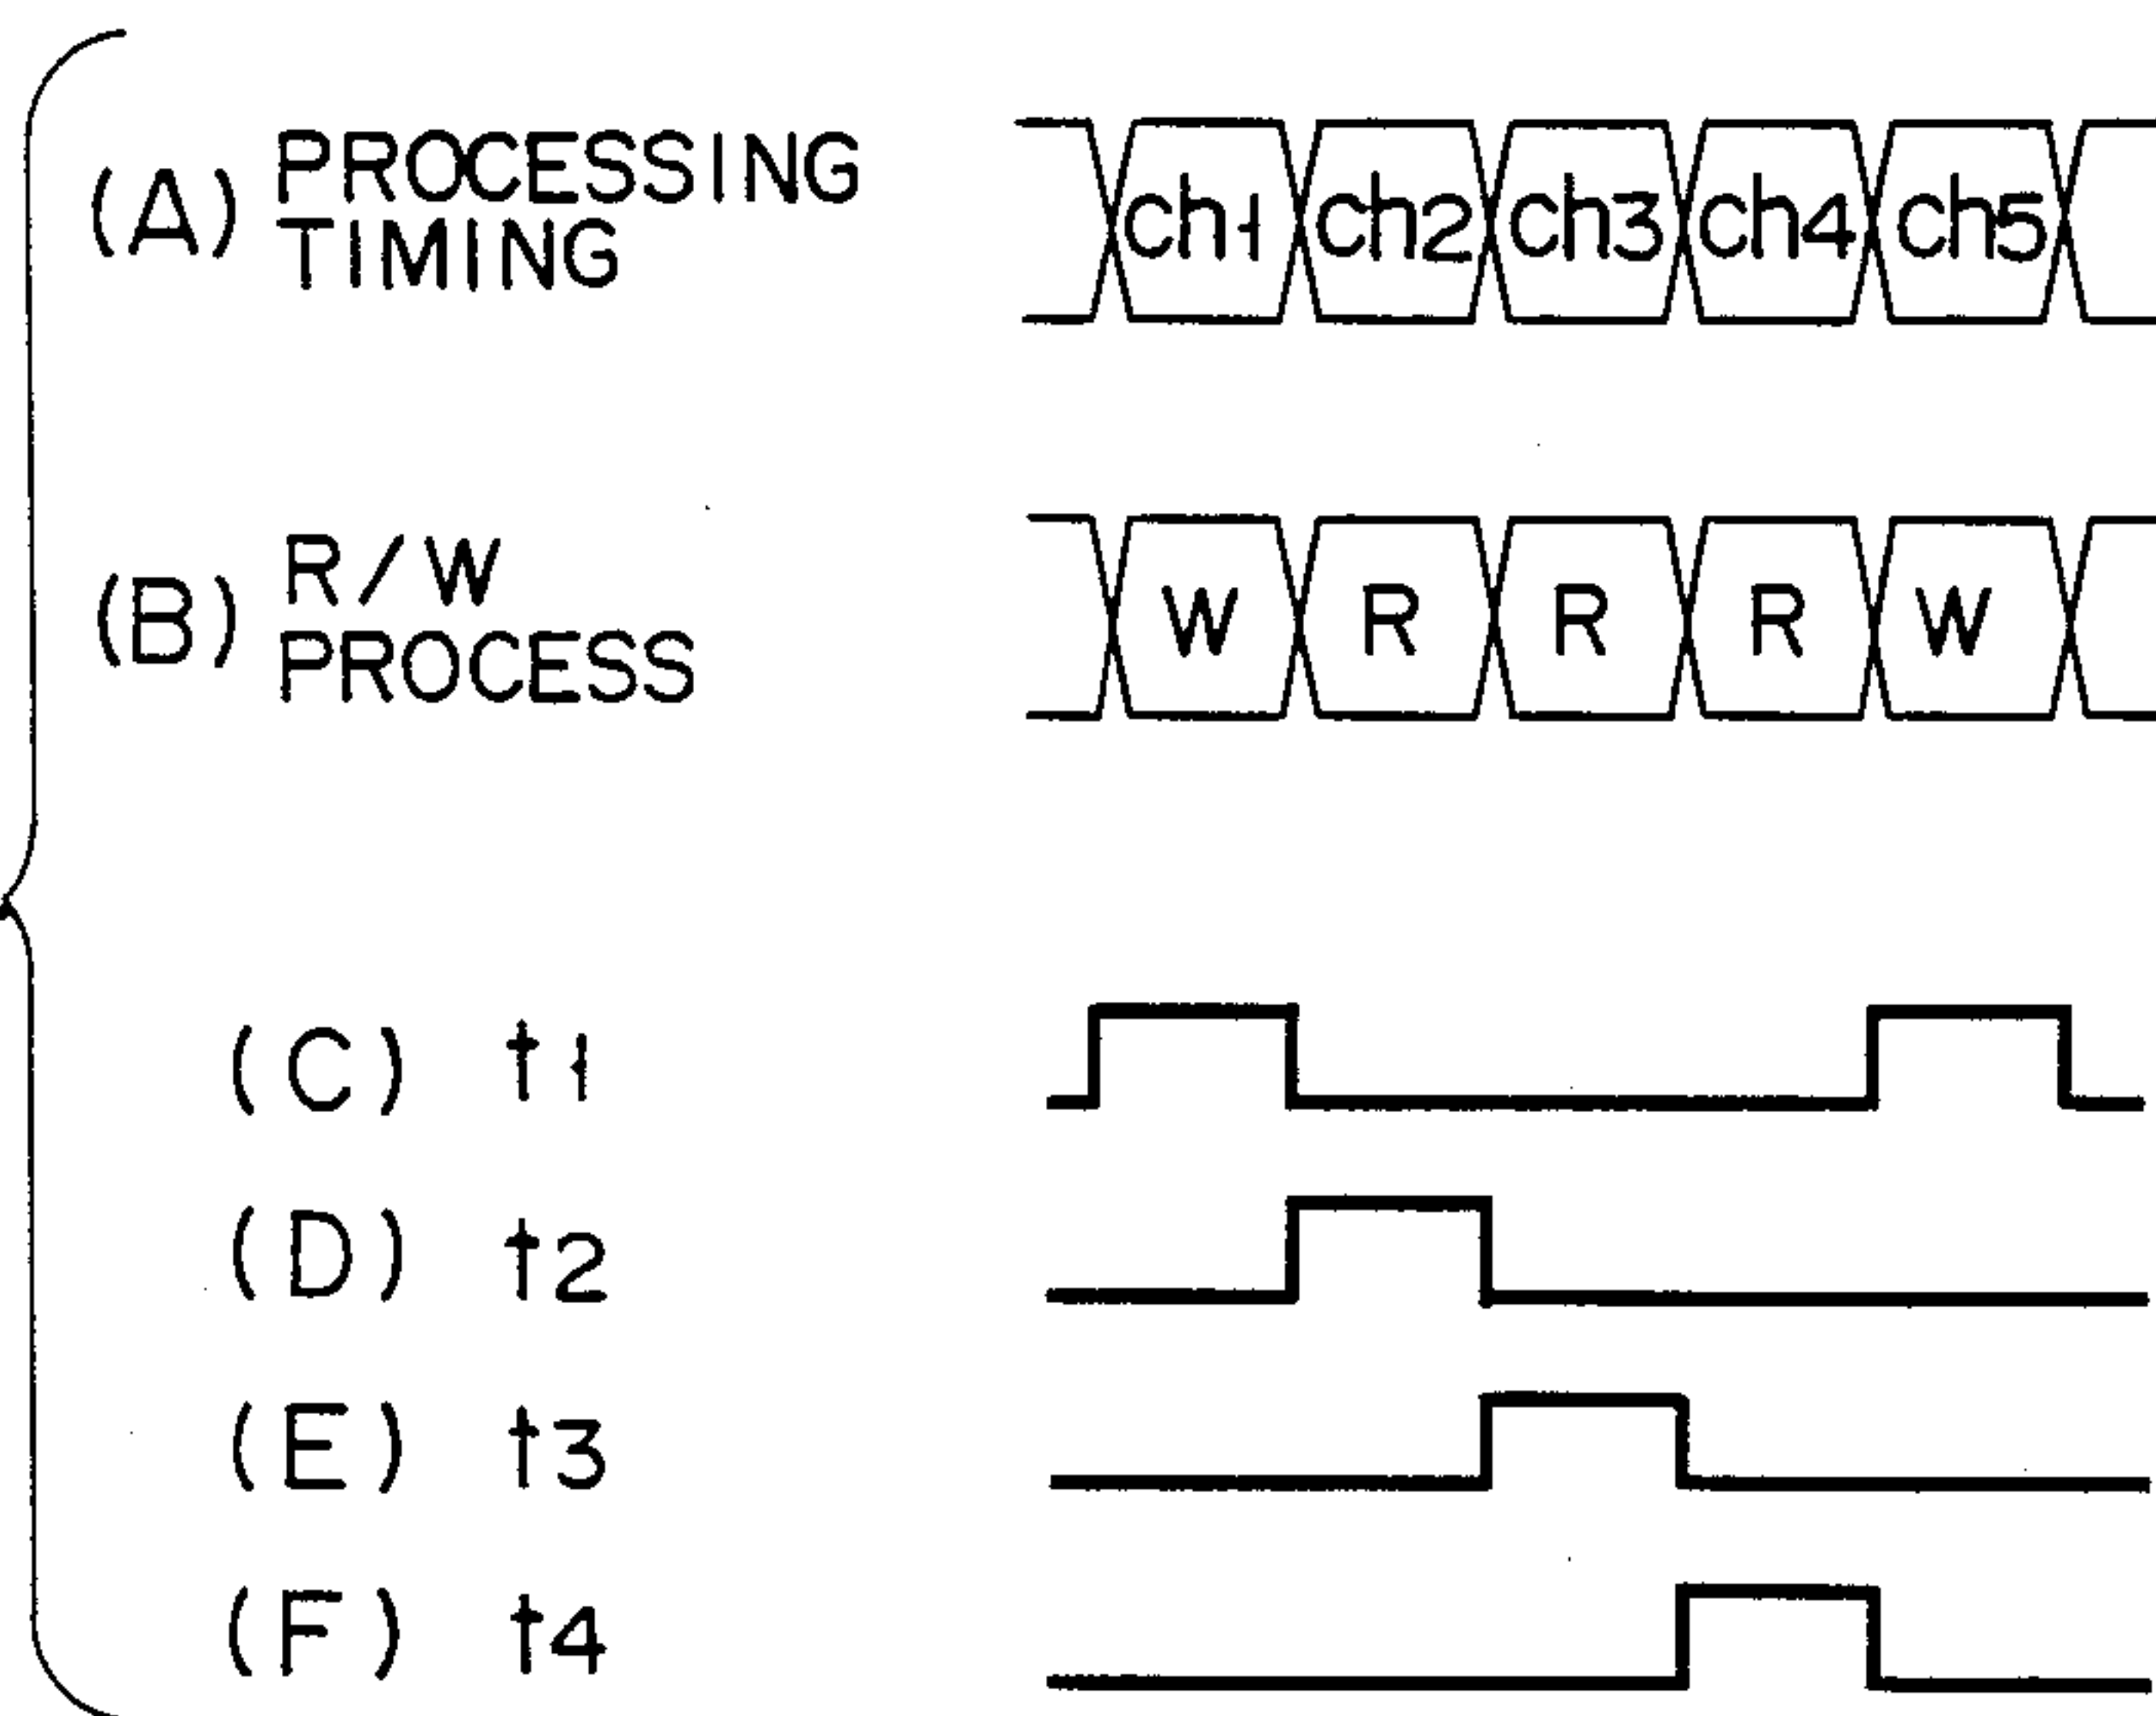 (A) PROCESSING
TIMING
ch1 ch2 ch3 ch4 ch5
(B) R/W
PROCESS
W R R R W
(C) t1
(D) t2
(E) t3
(F) t4